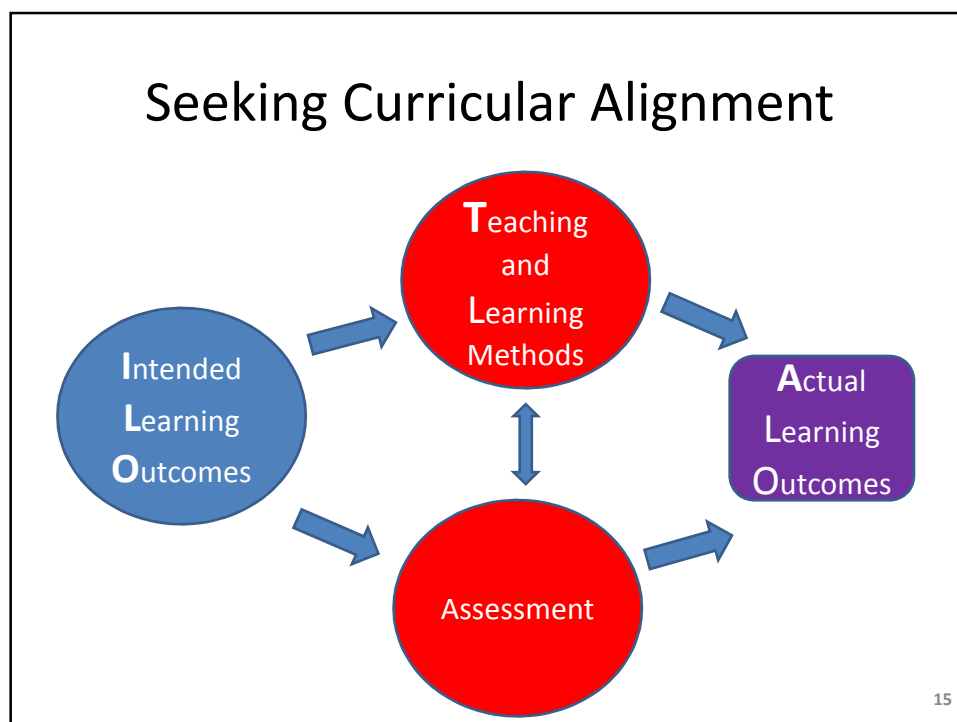 Seeking Curricular Alignment
Teaching
and
Learning
Methods
Intended
Learning
Outcomes
Actual
Learning
Outcomes
Assessment
15